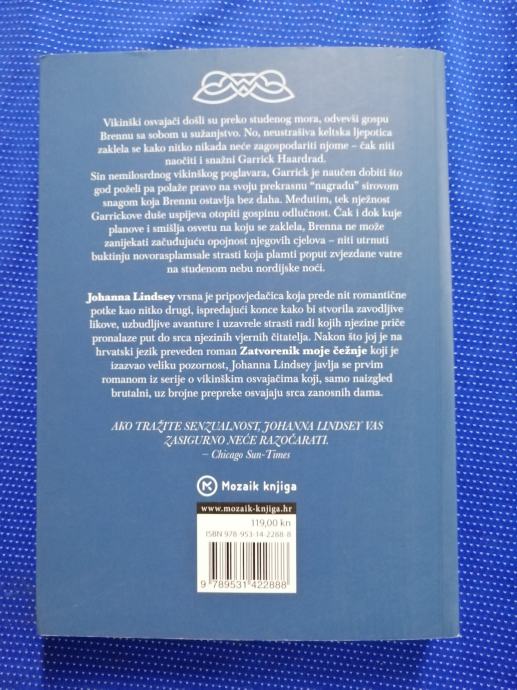 Vikinški osvajači došli su preko studenog mora, odvevši gospu
Brennu sa sobom u sužanjstvo. No, neustrašiva keltska ljepotica
zaklela se kako nitko nikada neće zagospodariti njome – čak niti
naočiti i snažni Garrick Haardrad.
Sin nemilosrdnog vikinškog poglavara, Garrick je naučen dobiti što
god poželi pa polaže pravo na svoju prekrasnu “nagradu” sirovom
snagom koja Brennu ostavlja bez daha. Međutim, tek nježnost
Garrickove duše uspijeva otopiti gospinu odlučnost. Čak i dok kuje
planove i smišlja osvetu na koju se zaklela, Brenna ne može
zanijekati začuđujuću opojnost njegovih cjelova – niti utrnuti
buktinju novorasplamsale strasti koja plamti poput zvjezdane vatre
na studenom nebu nordijske noći.
Johanna Lindsey vrsna je pripovjedačica koja prede nit romantične
potke kao nitko drugi, ispredajući konce kako bi stvorila zavodljive
likove, uzbudljive avanture i uzavrele strasti radi kojih njezine priče
pronalaze put do srca njezinih vjernih čitatelja. Nakon što joj je na
hrvatski jezik preveden roman Zatvorenik moje čežnje koji je
izazvao veliku pozornost, Johanna Lindsey javlja se prvim
romanom iz serije o vikinškim osvajačima koji, samo naizgled
brutalni, uz brojne prepreke osvajaju srca zanosnih dama.
AKO TRAŽITE SENZUALNOST, JOHANNA LINDSEY VAS
ZASIGURNO NEĆE RAZOČARATI.
– Chicago Sun-Times
Mozaik knjiga
www.mozaik-knjiga.hr
119,00 kn
ISBN 978-953-14-2288-8
9 789531 422888